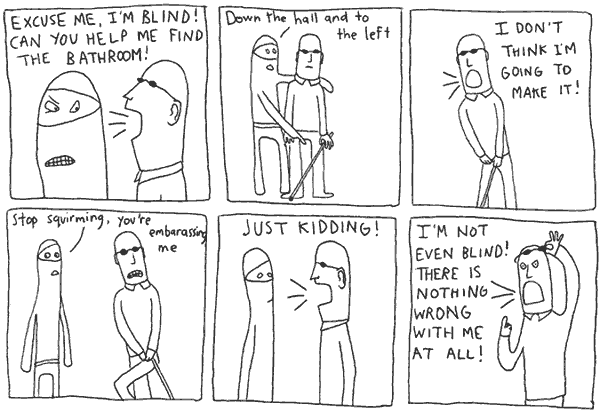 EXCUSE ME, I'M BLIND!
CAN YOU HELP ME FIND
THE BATHROOM!
Down the hall and to
the left
I DON'T
THINK I'M
GOING TO
MAKE IT!
Stop squirming, you're
embarassing
me
JUST KIDDING!
I'M NOT
EVEN BLIND!
THERE IS
NOTHING
WRONG
WITH ME
AT ALL!